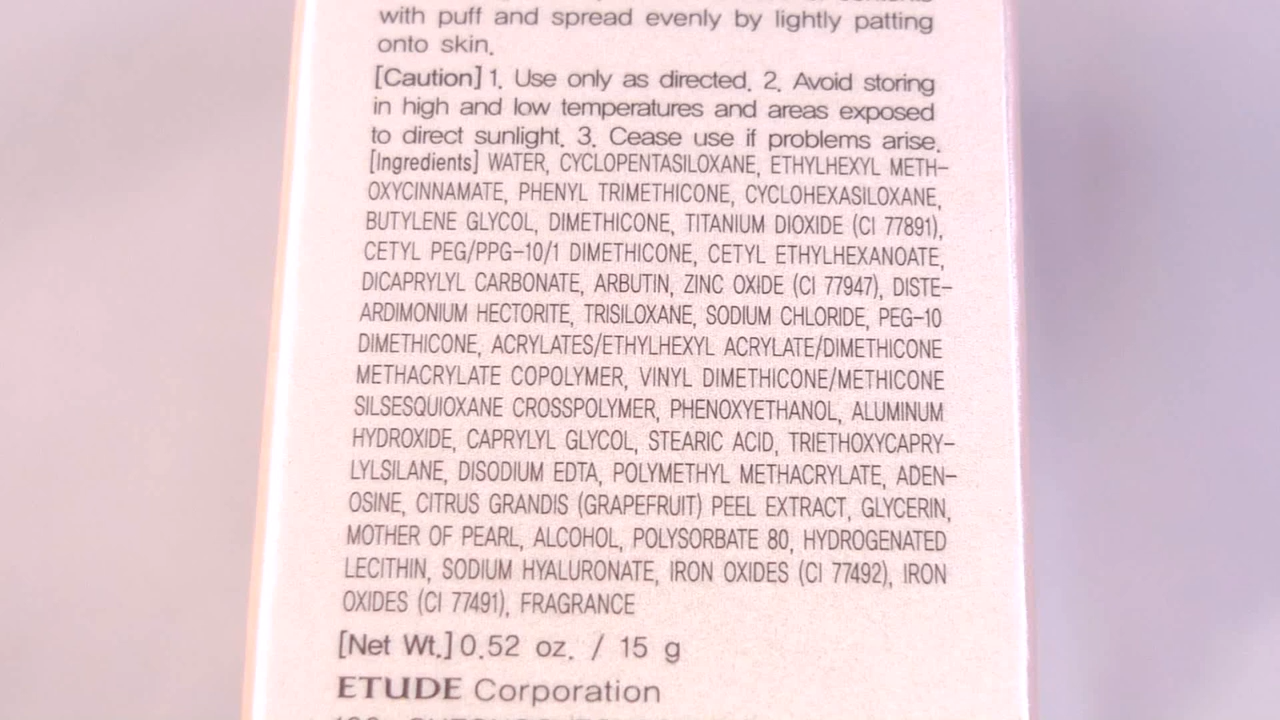 with puff and spread evenly by lightly patting
onto skin.
[Caution] 1. Use only as directed. 2. Avoid storing
in high and low temperatures and areas exposed
to direct sunlight. 3. Cease use if problems arise.
[Ingredients] WATER, CYCLOPENTASILOXANE, ETHYLHEXYL METH-
OXYCINNAMATE, PHENYL TRIMETHICONE, CYCLOHEXASILOXANE,
BUTYLENE GLYCOL, DIMETHICONE, TITANIUM DIOXIDE (CI 77891),
CETYL PEG/PPG-10/1 DIMETHICONE, CETYL ETHYLHEXANOATE,
DICAPRYLYL CARBONATE, ARBUTIN, ZINC OXIDE (CI 77947), DISTE-
ARDIMONIUM HECTORITE, TRISILOXANE, SODIUM CHLORIDE, PEG-10
DIMETHICONE, ACRYLATES/ETHYLHEXYL ACRYLATE/DIMETHICONE
METHACRYLATE COPOLYMER, VINYL DIMETHICONE/METHICONE
SILSESQUIOXANE CROSSPOLYMER, PHENOXYETHANOL, ALUMINUM
HYDROXIDE, CAPRYLYL GLYCOL, STEARIC ACID, TRIETHOXYCAPRY-
LYLSILANE, DISODIUM EDTA, POLYMETHYL METHACRYLATE, ADEN-
OSINE, CITRUS GRANDIS (GRAPEFRUIT) PEEL EXTRACT, GLYCERIN,
MOTHER OF PEARL, ALCOHOL, POLYSORBATE 80, HYDROGENATED
LECITHIN, SODIUM HYALURONATE, IRON OXIDES (CI 77492), IRON
OXIDES (CI 77491), FRAGRANCE
[Net Wt.] 0.52 oz. / 15 g
ETUDE Corporation